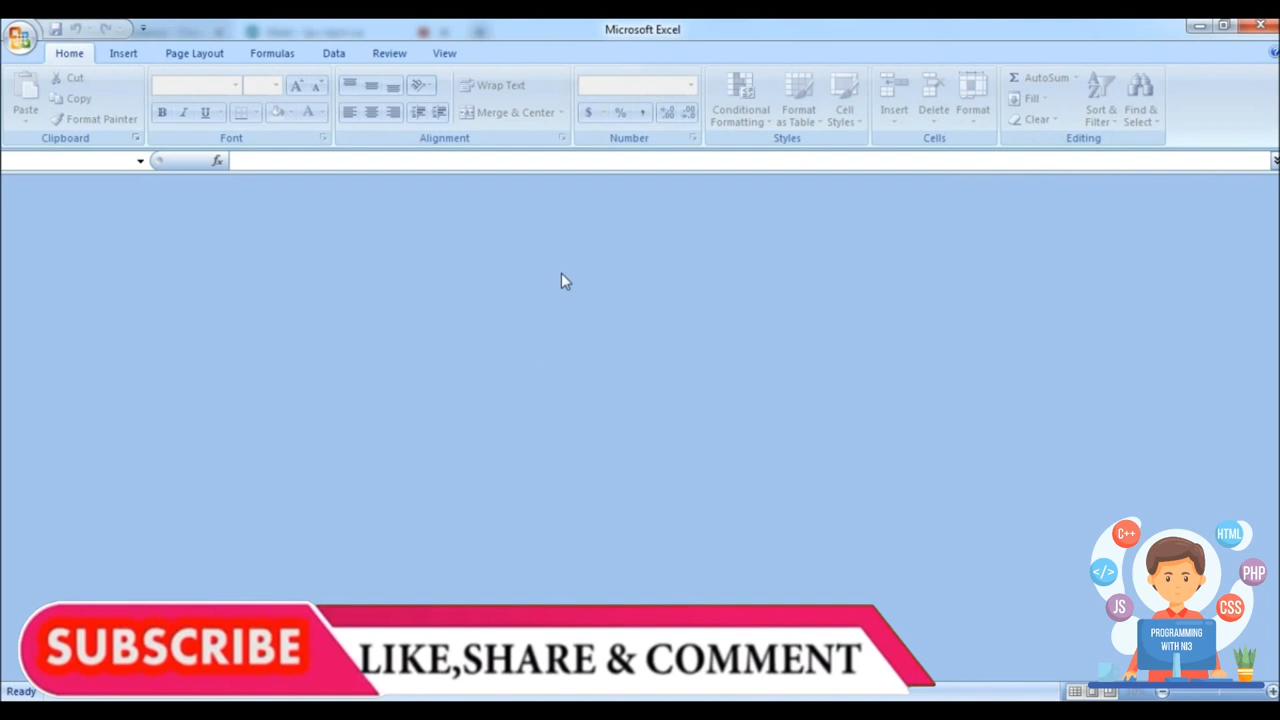 Microsoft Excel
Home Insert Page Layout Formulas Data Review View
Cut
Copy
Paste
Format Painter
Clipboard
B I U
Font
Wrap Text
Merge & Center
Alignment
$ % ,
Number
Conditional Formatting
Format as Table
Cell Styles
Styles
Insert
Delete
Format
Cells
Σ AutoSum
Fill
Clear
Sort & Filter
Find & Select
Editing
fx
C++
HTML
</>
PHP
JS
CSS
PROGRAMMING
WITH NI3
SUBSCRIBE
LIKE,SHARE & COMMENT
Ready